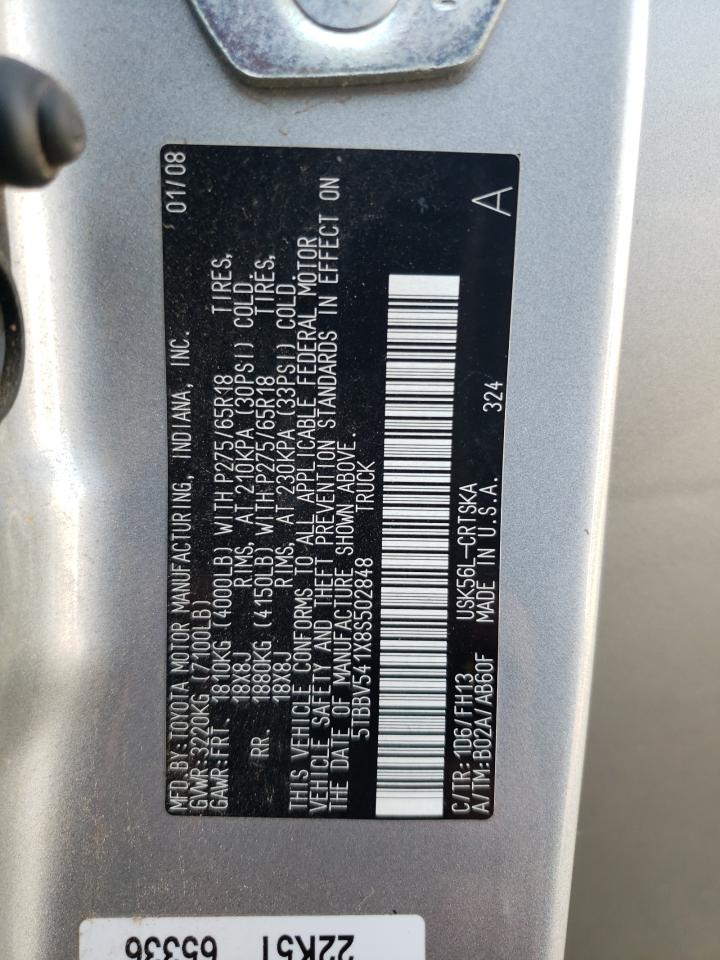 MFD.BY:TOYOTA MOTOR MANUFACTURING, INDIANA, INC. 01/08
GVWR:3220KG (7100LB)
GAWR:FRT. 1810KG (4000LB) WITH P275/65R18 TIRES,
18X8J RIMS, AT 210KPA (30PSI) COLD.
RR. 1880KG (4150LB) WITH P275/65R18 TIRES,
18X8J RIMS, AT 230KPA (33PSI) COLD.
THIS VEHICLE CONFORMS TO ALL APPLICABLE FEDERAL MOTOR
VEHICLE SAFETY AND THEFT PREVENTION STANDARDS IN EFFECT ON
THE DATE OF MANUFACTURE SHOWN ABOVE.
5TBBV541X8S502848 TRUCK
C/TR:1D6/FH13 USK56L-CRTSKA
A/TM:B02A/AB60F MADE IN U.S.A. 324 A
22K51
65336